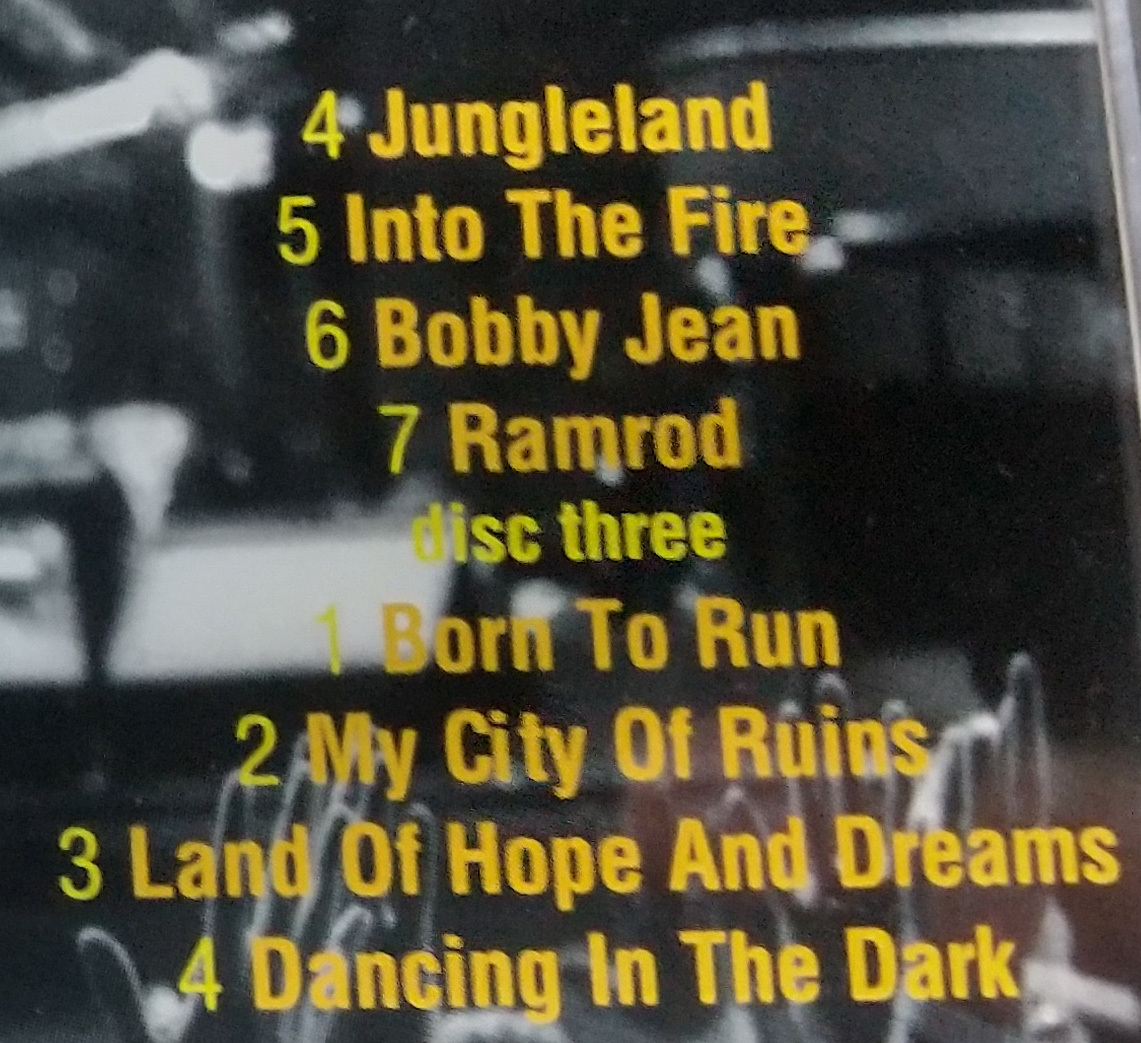 4 Jungleland
5 Into The Fire
6 Bobby Jean
7 Ramrod
disc three
1 Born To Run
2 My City Of Ruins
3 Land Of Hope And Dreams
4 Dancing In The Dark